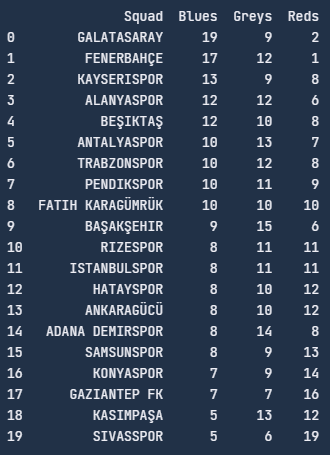 Squad Blues Greys Reds
0 GALATASARAY 19 9 2
1 FENERBAHÇE 17 12 1
2 KAYSERISPOR 13 9 8
3 ALANYASPOR 12 12 6
4 BEŞIKTAŞ 12 10 8
5 ANTALYASPOR 10 13 7
6 TRABZONSPOR 10 12 8
7 PENDIKSPOR 10 11 9
8 FATIH KARAGÜMRÜK 10 10 10
9 BAŞAKŞEHIR 9 15 6
10 RIZESPOR 8 11 11
11 ISTANBULSPOR 8 11 11
12 HATAYSPOR 8 10 12
13 ANKARAGÜCÜ 8 10 12
14 ADANA DEMIRSPOR 8 14 8
15 SAMSUNSPOR 8 9 13
16 KONYASPOR 7 9 14
17 GAZIANTEP FK 7 7 16
18 KASIMPAŞA 5 13 12
19 SIVASSPOR 5 6 19